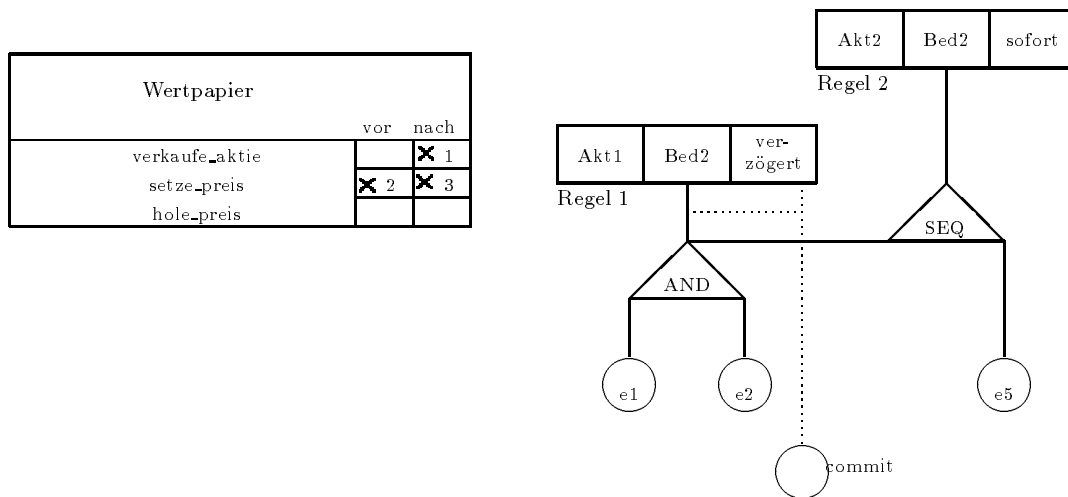 Wertpapier
vor nach
verkaufe_aktie 1
setze_preis 2 3
hole_preis
Akt2 Bed2 sofort
Regel 2
Akt1 Bed2 ver-
zögert
Regel 1
SEQ
AND
e1 e2 e5
commit